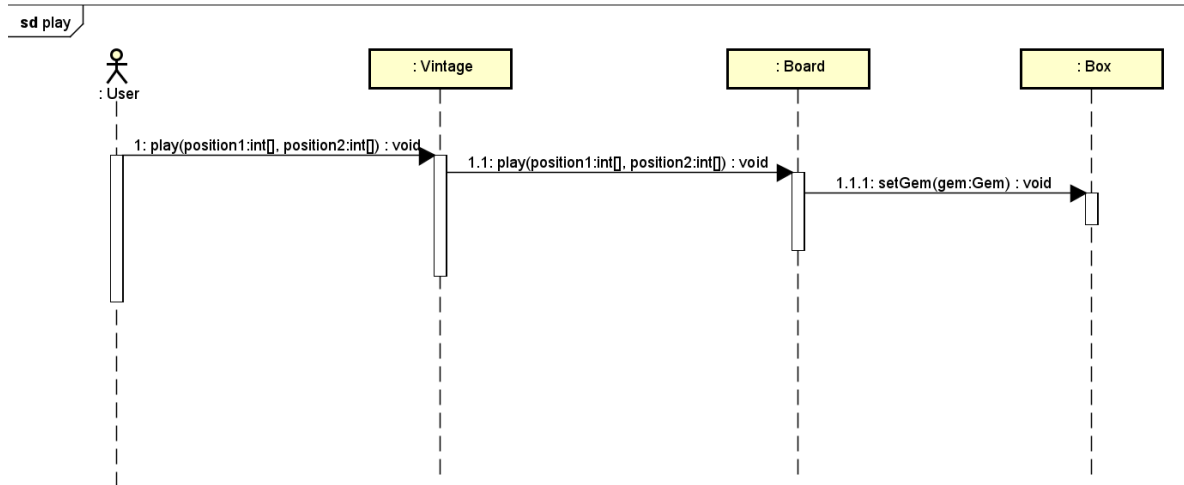 sd play
: User
: Vintage
: Board
: Box
1: play(position1:int[], position2:int[]) : void
1.1: play(position1:int[], position2:int[]) : void
1.1.1: setGem(gem:Gem) : void